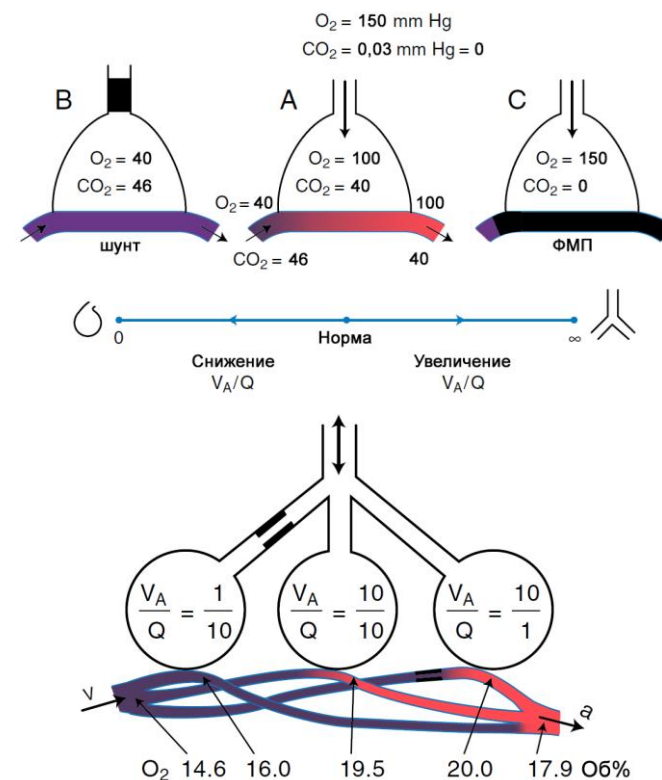 O₂ = 150 mm Hg
CO₂ = 0,03 mm Hg = 0
B
A
C
O₂ = 40
CO₂ = 46
O₂ = 100
CO₂ = 40
O₂ = 150
CO₂ = 0
O₂ = 40
100
шунт
CO₂ = 46
40
ФМП
0
Норма
∞
Снижение
V_A/Q
Увеличение
V_A/Q
V_A/Q = 1/10
V_A/Q = 10/10
V_A/Q = 10/1
v
a
O₂ 14.6 16.0 19.5 20.0 17.9 Об%